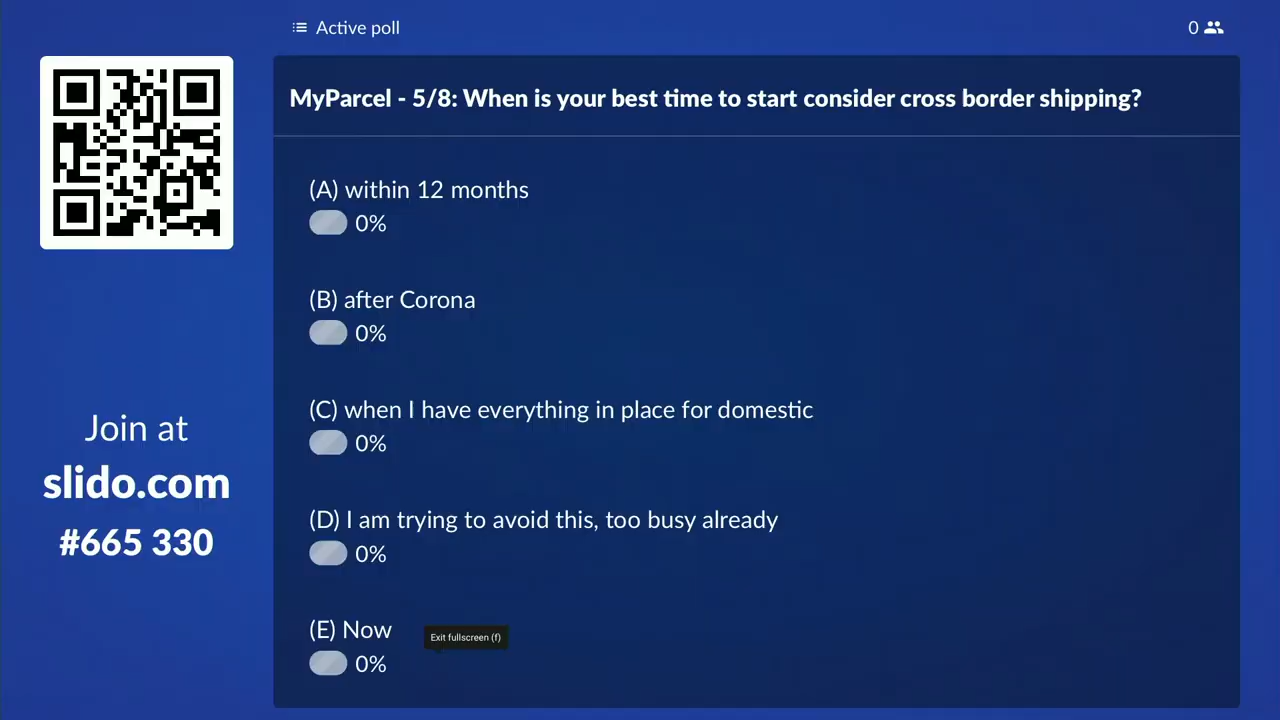 Active poll
0
MyParcel - 5/8: When is your best time to start consider cross border shipping?
(A) within 12 months
0%
(B) after Corona
0%
(C) when I have everything in place for domestic
0%
(D) I am trying to avoid this, too busy already
0%
(E) Now
0%
Exit fullscreen (f)
Join at
slido.com
#665 330